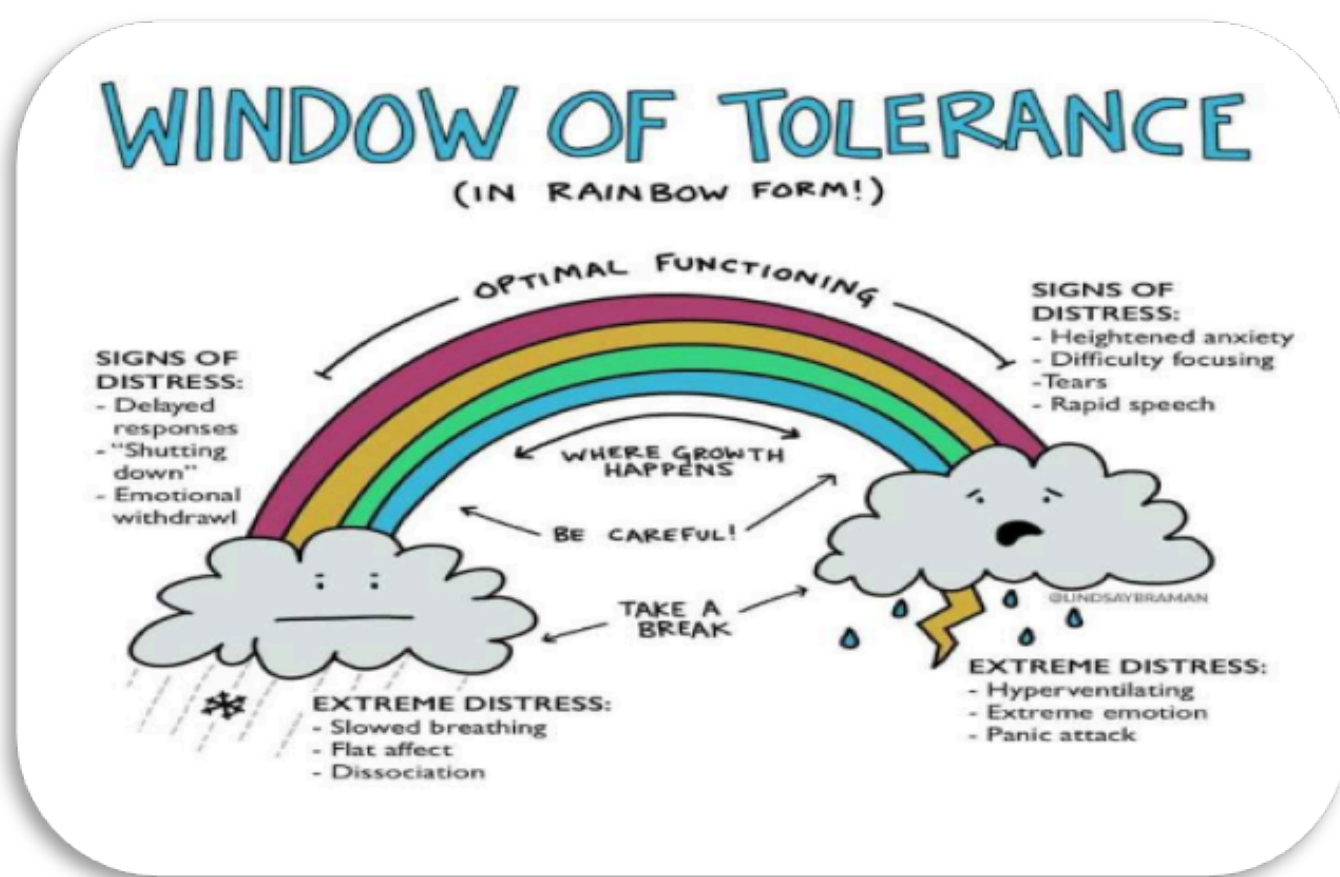 WINDOW OF TOLERANCE
(IN RAINBOW FORM!)
OPTIMAL FUNCTIONING
SIGNS OF
DISTRESS:
- Delayed
responses
- "Shutting
down"
- Emotional
withdrawl
SIGNS OF
DISTRESS:
- Heightened anxiety
- Difficulty focusing
-Tears
- Rapid speech
WHERE GROWTH
HAPPENS
BE CAREFUL!
TAKE A
BREAK
@LINDSAYBRAMAN
EXTREME DISTRESS:
- Slowed breathing
- Flat affect
- Dissociation
EXTREME DISTRESS:
- Hyperventilating
- Extreme emotion
- Panic attack